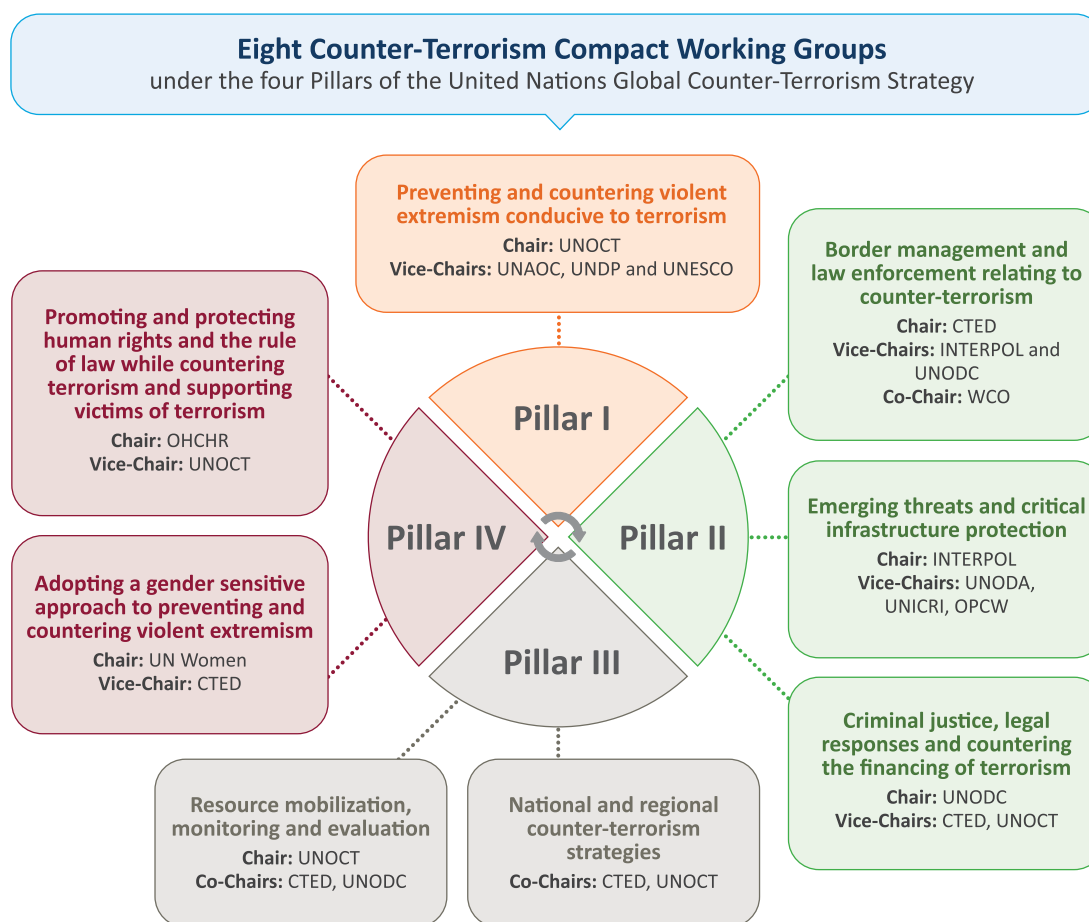 Eight Counter-Terrorism Compact Working Groups
under the four Pillars of the United Nations Global Counter-Terrorism Strategy
Preventing and countering violent
extremism conducive to terrorism
Chair: UNOCT
Vice-Chairs: UNAOC, UNDP and UNESCO
Border management and
law enforcement relating to
counter-terrorism
Chair: CTED
Vice-Chairs: INTERPOL and
UNODC
Co-Chair: WCO
Promoting and protecting
human rights and the rule
of law while countering
terrorism and supporting
victims of terrorism
Chair: OHCHR
Vice-Chair: UNOCT
Pillar I
Pillar IV
Pillar II
Pillar III
Emerging threats and critical
infrastructure protection
Chair: INTERPOL
Vice-Chairs: UNODA,
UNICRI, OPCW
Adopting a gender sensitive
approach to preventing and
countering violent extremism
Chair: UN Women
Vice-Chair: CTED
Criminal justice, legal
responses and countering
the financing of terrorism
Chair: UNODC
Vice-Chairs: CTED, UNOCT
Resource mobilization,
monitoring and evaluation
Chair: UNOCT
Co-Chairs: CTED, UNODC
National and regional
counter-terrorism
strategies
Co-Chairs: CTED, UNOCT